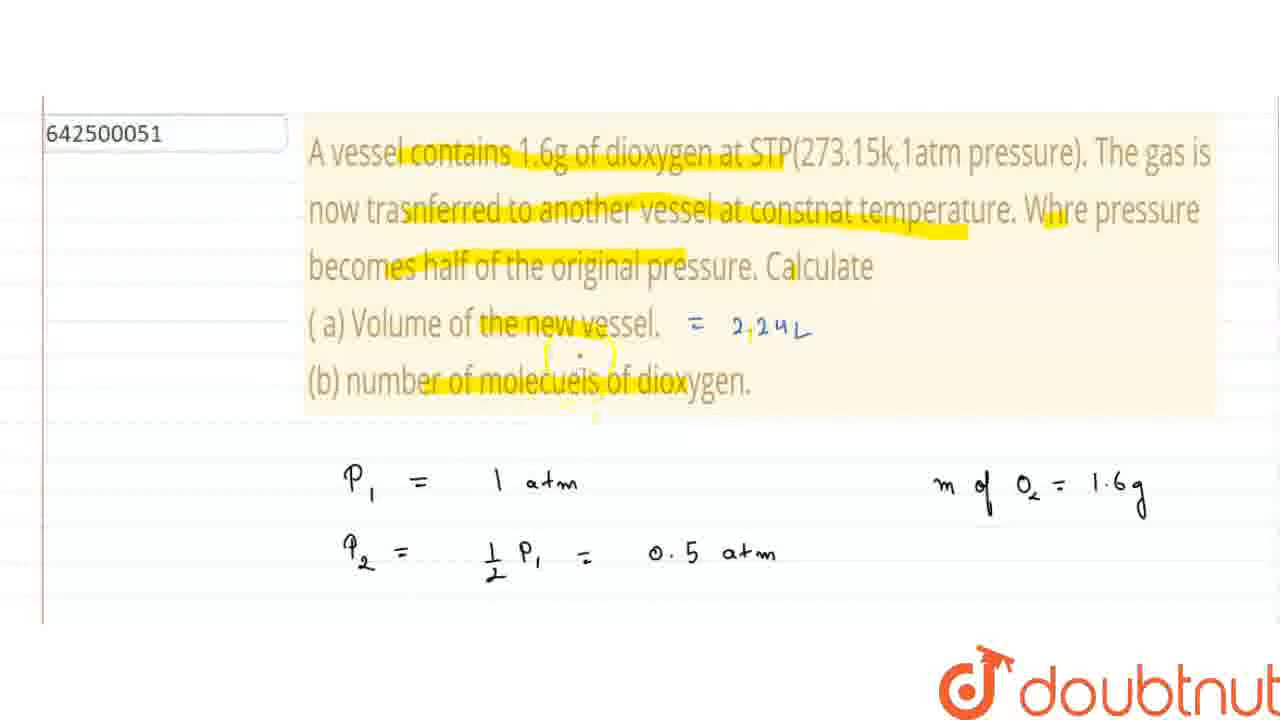 642500051
A vessel contains 1.6g of dioxygen at STP(273.15k,1atm pressure). The gas is
now trasnferred to another vessel at constnat temperature. Whre pressure
becomes half of the original pressure. Calculate
( a) Volume of the new vessel. = 2.24L
(b) number of molecuels of dioxygen.
P1 = 1 atm m of O2 = 1.6g
P2 = 1/2 P1 = 0.5 atm
doubtnut